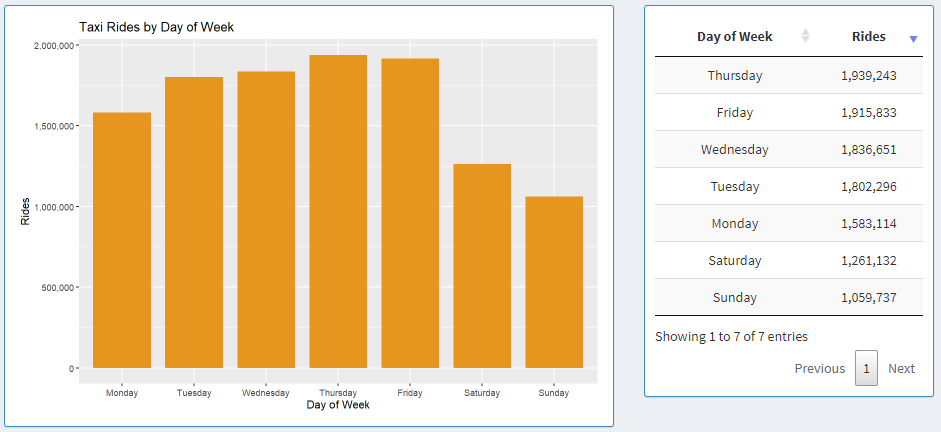 Taxi Rides by Day of Week
2,000,000
1,500,000
1,000,000
500,000
0
Rides
Monday Tuesday Wednesday Thursday Friday Saturday Sunday
Day of Week
Day of Week Rides
Thursday 1,939,243
Friday 1,915,833
Wednesday 1,836,651
Tuesday 1,802,296
Monday 1,583,114
Saturday 1,261,132
Sunday 1,059,737
Showing 1 to 7 of 7 entries
Previous 1 Next